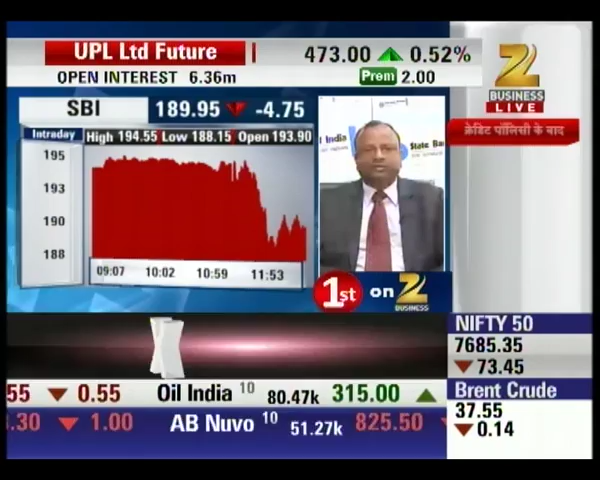 UPL Ltd Future
473.00 0.52%
OPEN INTEREST 6.36m
Prem 2.00
BUSINESS
LIVE
SBI 189.95 -4.75
Intraday High 194.55 Low 188.15 Open 193.90
195
193
190
188
09:07 10:02 10:59 11:53
India
State Ban
क्रेडिट पॉलिसी के बाद
1st on Z
BUSINESS
NIFTY 50
7685.35
73.45
Brent Crude
37.55
0.14
55 0.55 Oil India 10 80.47k 315.00
.30 1.00 AB Nuvo 10 51.27k 825.50